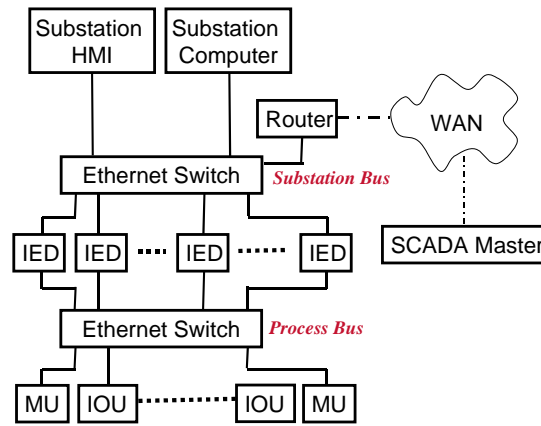 Substation
HMI
Substation
Computer
Router
WAN
Ethernet Switch
Substation Bus
IED
IED
IED
IED
SCADA Master
Ethernet Switch
Process Bus
MU
IOU
IOU
MU